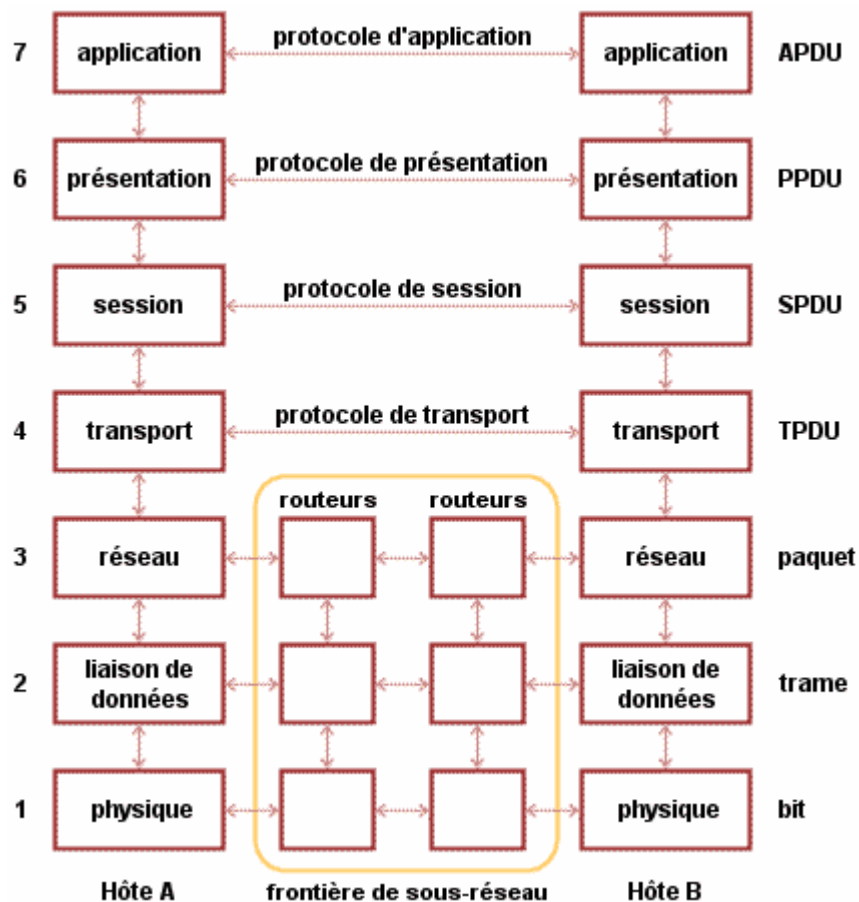 7 application protocole d'application application APDU
6 présentation protocole de présentation présentation PPDU
5 session protocole de session session SPDU
4 transport protocole de transport transport TPDU
routeurs routeurs
3 réseau réseau paquet
2 liaison de données liaison de données trame
1 physique physique bit
Hôte A frontière de sous-réseau Hôte B